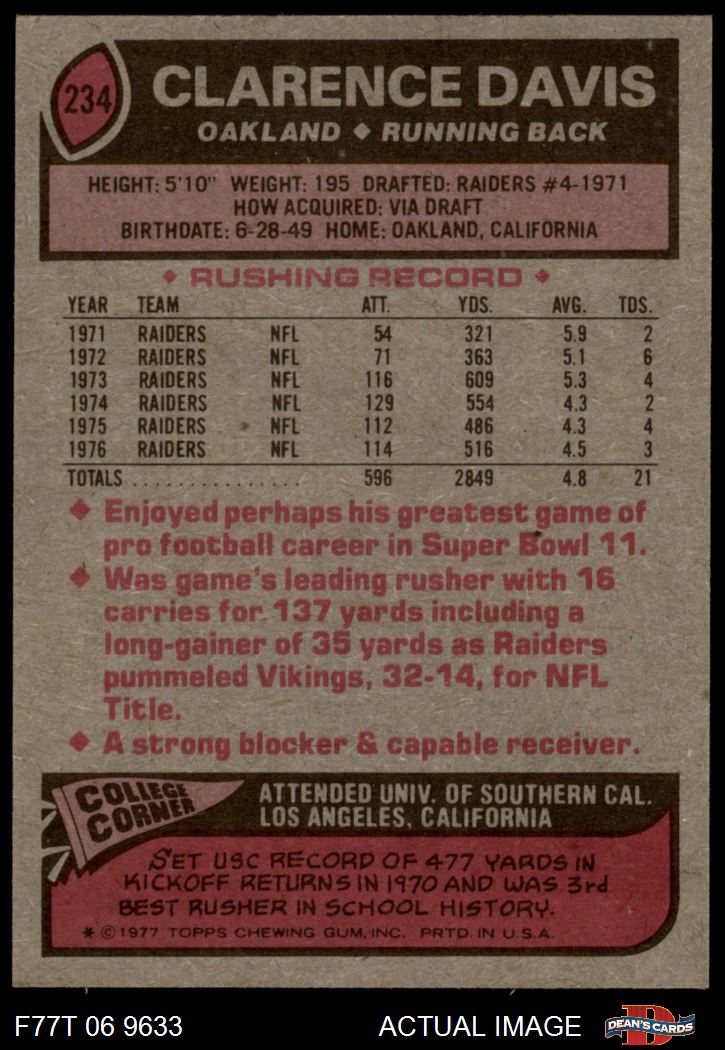 234
CLARENCE DAVIS
OAKLAND ◆ RUNNING BACK
HEIGHT: 5'10" WEIGHT: 195 DRAFTED: RAIDERS #4-1971
HOW ACQUIRED: VIA DRAFT
BIRTHDATE: 6-28-49 HOME: OAKLAND, CALIFORNIA
◆ RUSHING RECORD ◆
YEAR TEAM ATT. YDS. AVG. TDS.
1971 RAIDERS NFL 54 321 5.9 2
1972 RAIDERS NFL 71 363 5.1 6
1973 RAIDERS NFL 116 609 5.3 4
1974 RAIDERS NFL 129 554 4.3 2
1975 RAIDERS NFL 112 486 4.3 4
1976 RAIDERS NFL 114 516 4.5 3
TOTALS . . . . . . . . . . . . . . . 596 2849 4.8 21
◆ Enjoyed perhaps his greatest game of
pro football career in Super Bowl 11.
◆ Was game's leading rusher with 16
carries for 137 yards including a
long-gainer of 35 yards as Raiders
pummeled Vikings, 32-14, for NFL
Title.
◆ A strong blocker & capable receiver.
COLLEGE
CORNER
ATTENDED UNIV. OF SOUTHERN CAL.
LOS ANGELES, CALIFORNIA
SET USC RECORD OF 477 YARDS IN
KICKOFF RETURNS IN 1970 AND WAS 3rd
BEST RUSHER IN SCHOOL HISTORY.
* © 1977 TOPPS CHEWING GUM, INC. PRTD. IN U.S.A.
F77T 06 9633 ACTUAL IMAGE
D
DEAN'S CARDS